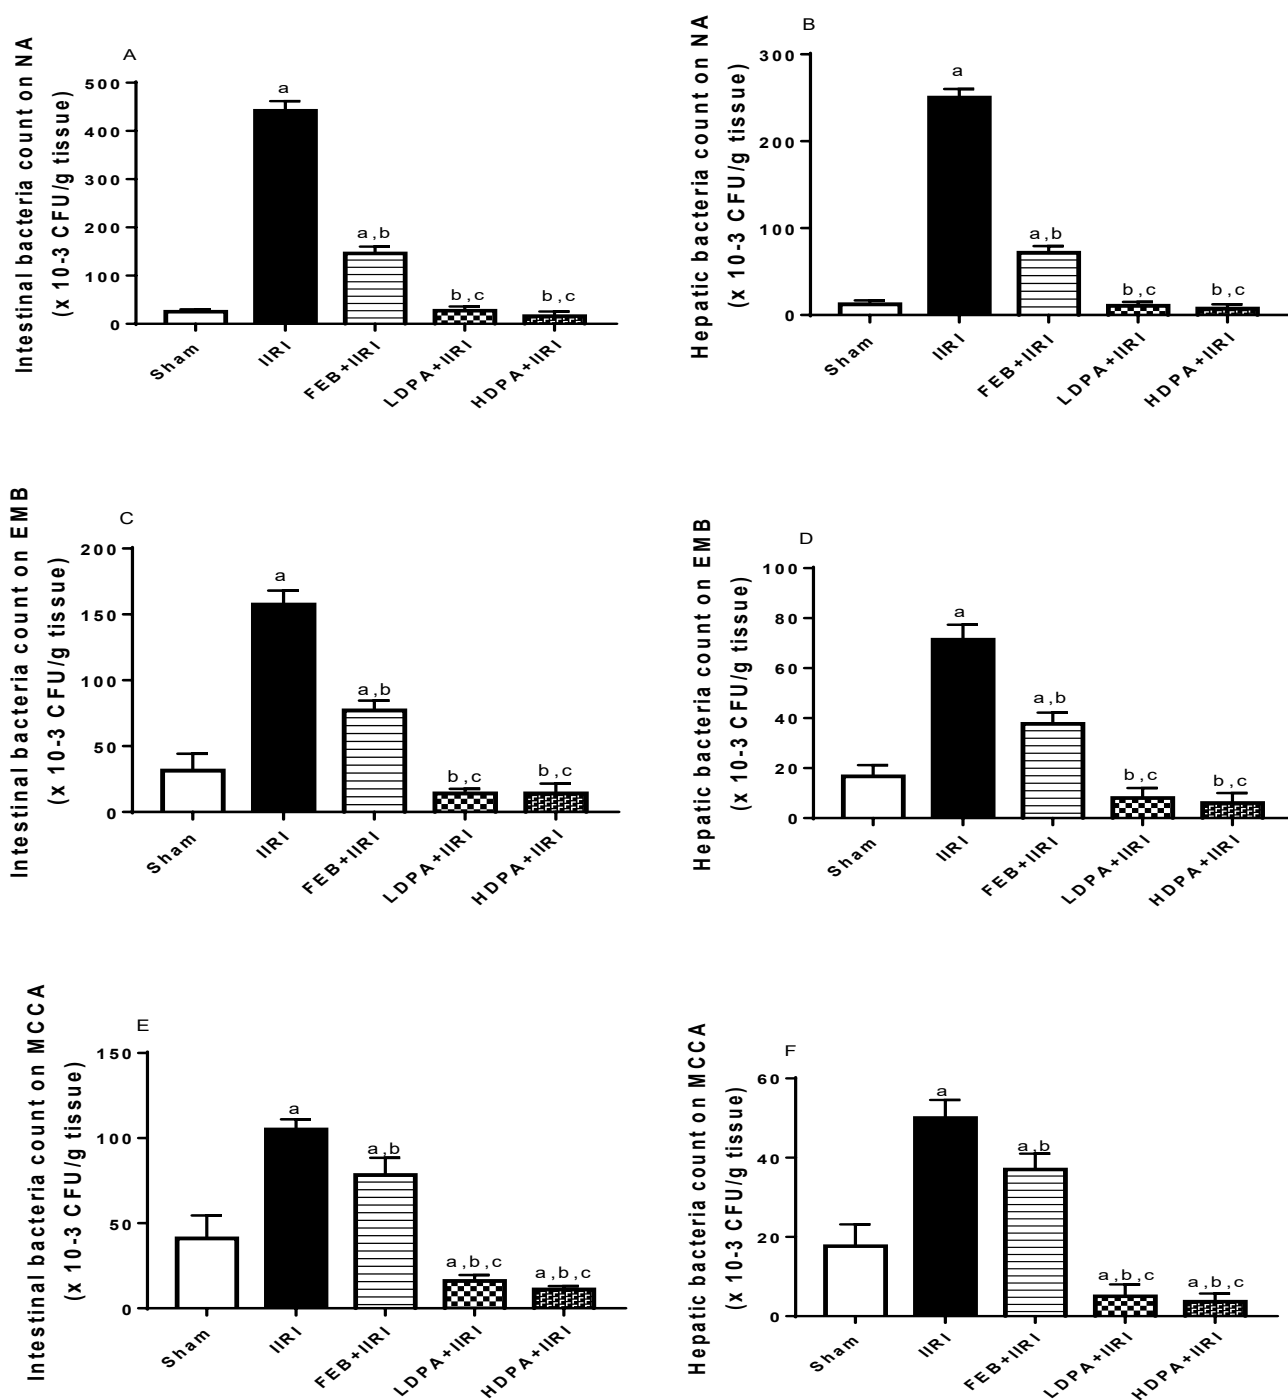 A
Intestinal bacteria count on NA
(x 10-3 CFU/g tissue)
500
400
300
200
100
0
a
a,b
b,c
b,c
Sham
IIRI
FEB+IIRI
LDPA+IIRI
HDPA+IIRI
B
Hepatic bacteria count on NA
(x 10-3 CFU/g tissue)
300
200
100
0
a
a,b
b,c
b,c
Sham
IIRI
FEB+IIRI
LDPA+IIRI
HDPA+IIRI
C
Intestinal bacteria count on EMB
(x 10-3 CFU/g tissue)
200
150
100
50
0
a
a,b
b,c
b,c
Sham
IIRI
FEB+IIRI
LDPA+IIRI
HDPA+IIRI
D
Hepatic bacteria count on EMB
(x 10-3 CFU/g tissue)
100
80
60
40
20
0
a
a,b
b,c
b,c
Sham
IIRI
FEB+IIRI
LDPA+IIRI
HDPA+IIRI
E
Intestinal bacteria count on MCCA
(x 10-3 CFU/g tissue)
150
100
50
0
a
a,b
a,b,c
a,b,c
Sham
IIRI
FEB+IIRI
LDPA+IIRI
HDPA+IIRI
F
Hepatic bacteria count on MCCA
(x 10-3 CFU/g tissue)
60
40
20
0
a
a,b
a,b,c
a,b,c
Sham
IIRI
FEB+IIRI
LDPA+IIRI
HDPA+IIRI